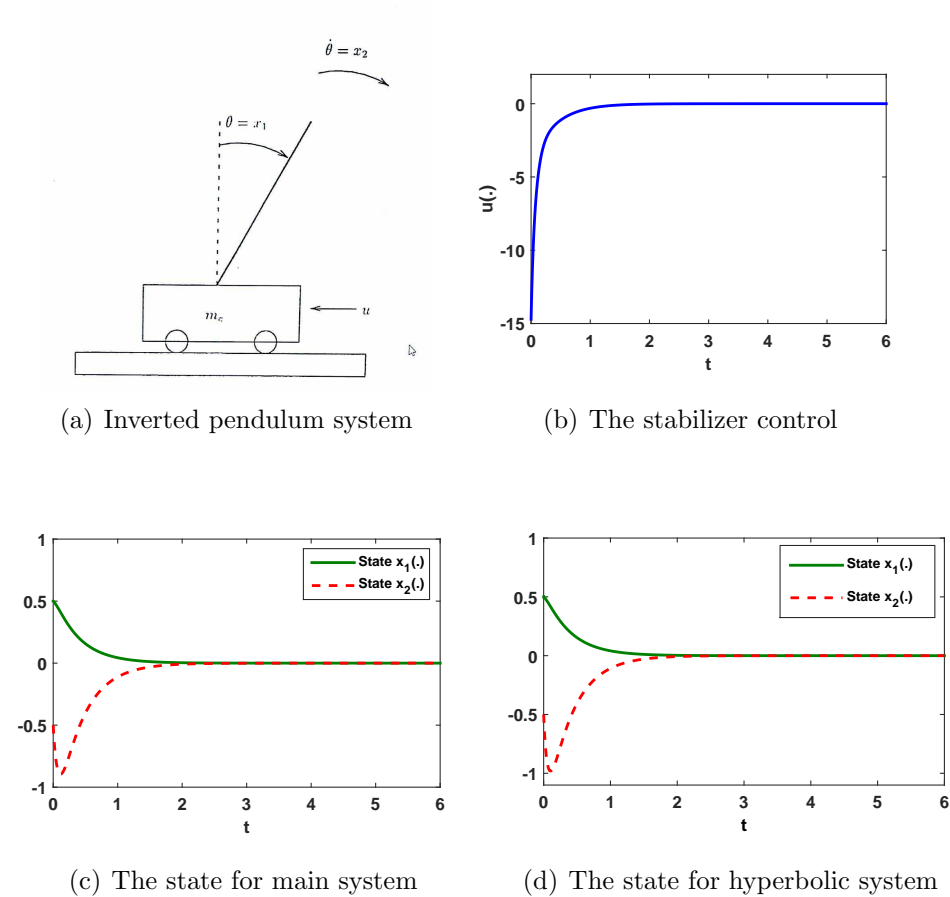 θ̇ = x₂
θ = x₁
m꜀
u
(a) Inverted pendulum system
0
-5
-10
-15
u(.)
0 1 2 3 4 5 6
t
(b) The stabilizer control
1
0.5
0
-0.5
-1
State x₁(.)
State x₂(.)
0 1 2 3 4 5 6
t
(c) The state for main system
1
0.5
0
-0.5
-1
State x₁(.)
State x₂(.)
0 1 2 3 4 5 6
t
(d) The state for hyperbolic system